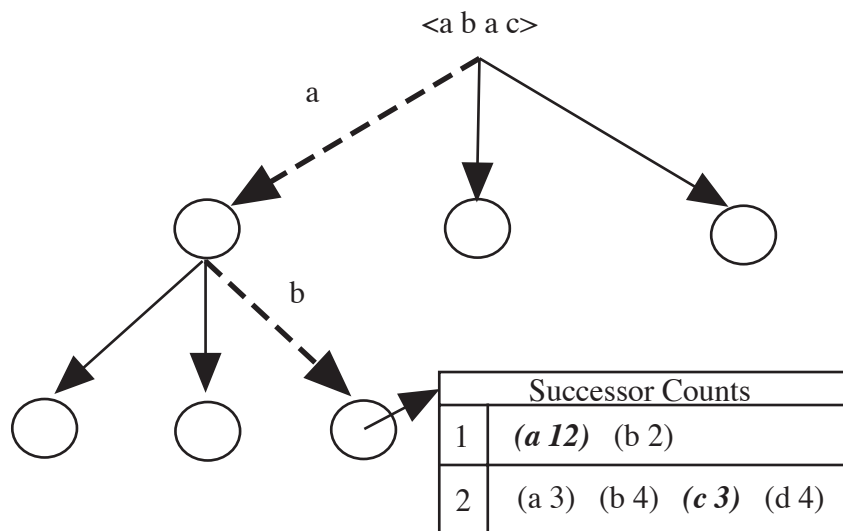 <a b a c>
a
b
Successor Counts
1 (a 12) (b 2)
2 (a 3) (b 4) (c 3) (d 4)